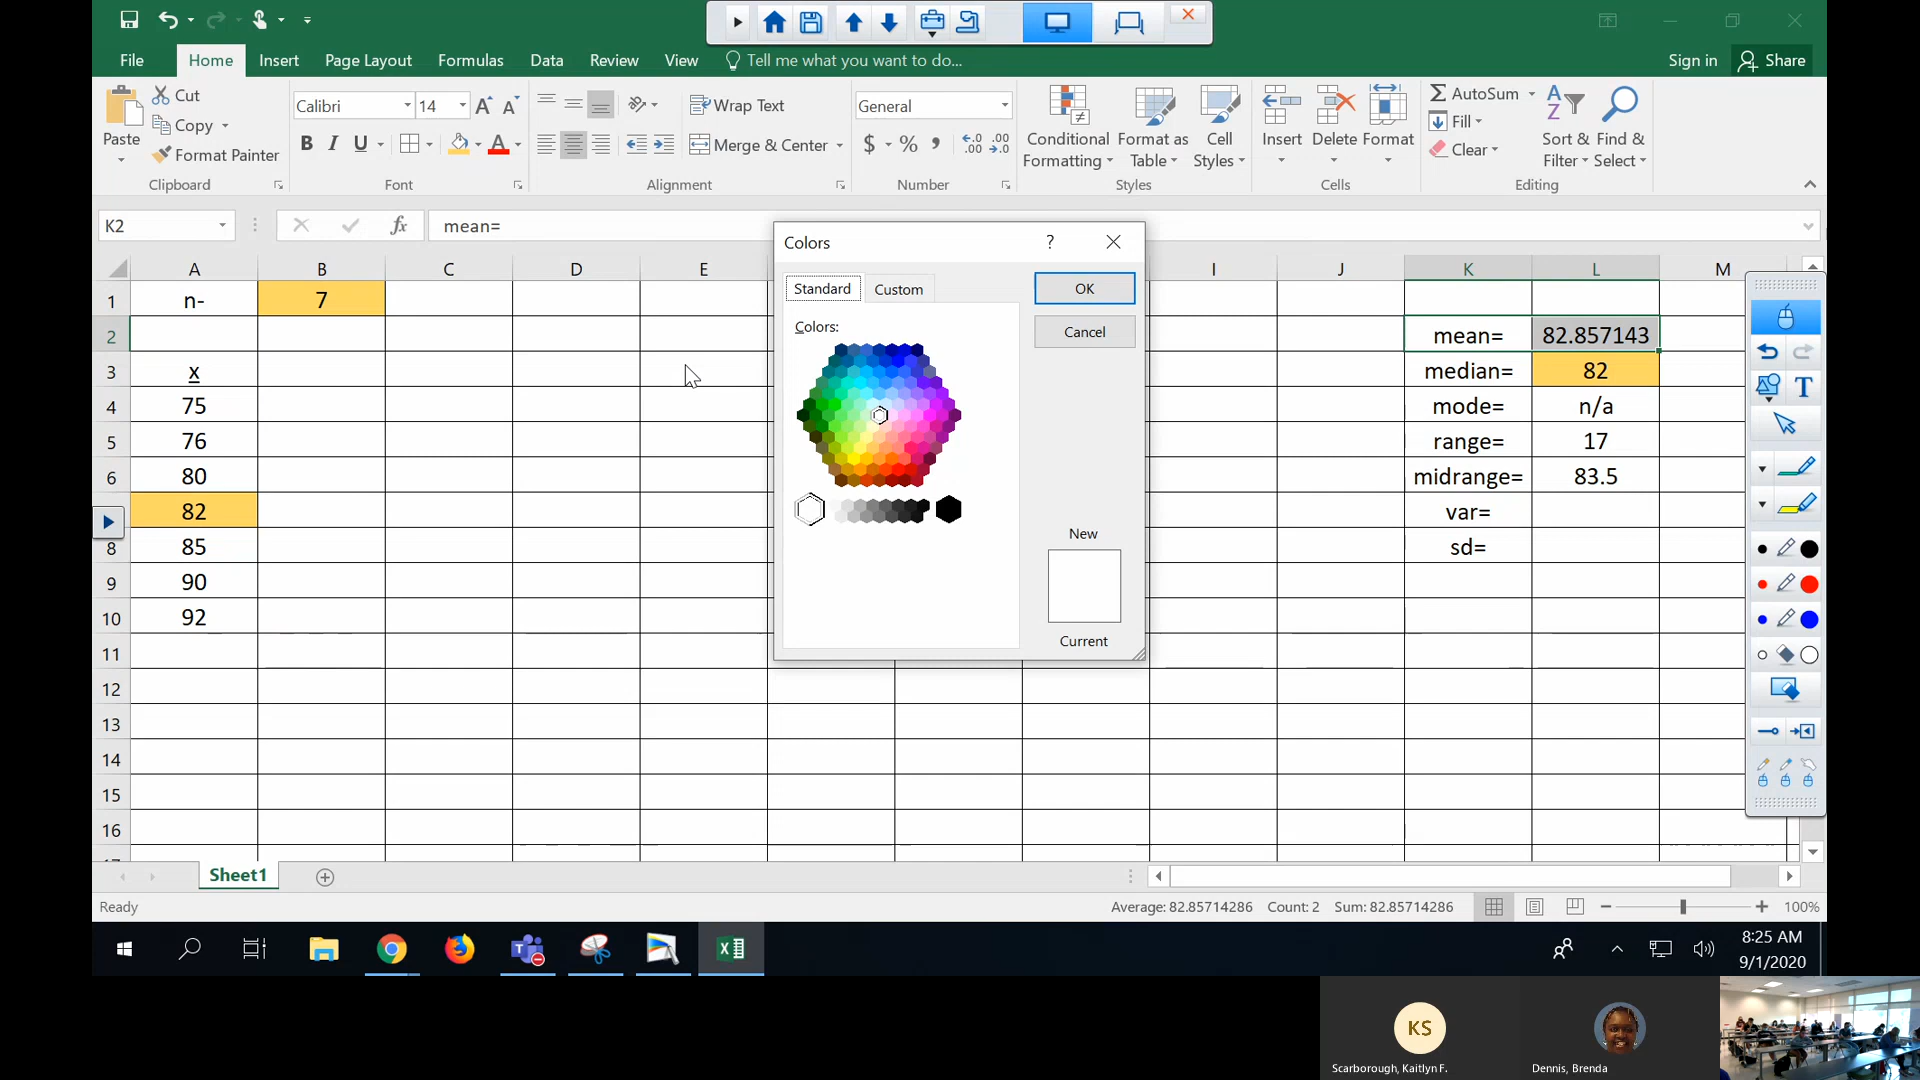 File Home Insert Page Layout Formulas Data Review View Tell me what you want to do... Sign in Share
Paste Cut Copy Format Painter Clipboard
Calibri 14 B I U A Font
Wrap Text Merge & Center Alignment
General $ % , Number
Conditional Formatting Format as Table Cell Styles Styles
Insert Delete Format Cells
AutoSum Fill Clear Sort & Filter Find & Select Editing
K2 fx mean=
Colors ?
Standard Custom OK
Colors: Cancel
New
Current
A B C D E I J K L M
1 n- 7
2 mean= 82.857143
3 x median= 82
4 75 mode= n/a
5 76 range= 17
6 80 midrange= 83.5
82 var=
8 85 sd=
9 90
10 92
11
12
13
14
15
16
T
Sheet1
Ready Average: 82.85714286 Count: 2 Sum: 82.85714286 100%
8:25 AM
9/1/2020
KS
Scarborough, Kaitlyn F. Dennis, Brenda